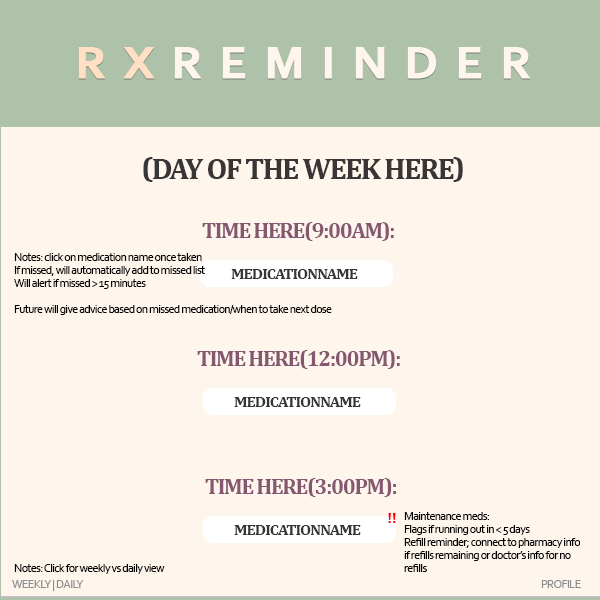 RXREMINDER
(DAY OF THE WEEK HERE)
TIME HERE(9:00AM):
Notes: click on medication name once taken
If missed, will automatically add to missed list
Will alert if missed > 15 minutes
MEDICATIONNAME
Future will give advice based on missed medication/when to take next dose
TIME HERE(12:00PM):
MEDICATIONNAME
TIME HERE(3:00PM):
MEDICATIONNAME
!!
Maintenance meds:
Flags if running out in < 5 days
Refill reminder; connect to pharmacy info
if refills remaining or doctor's info for no
refills
Notes: Click for weekly vs daily view
WEEKLY | DAILY
PROFILE